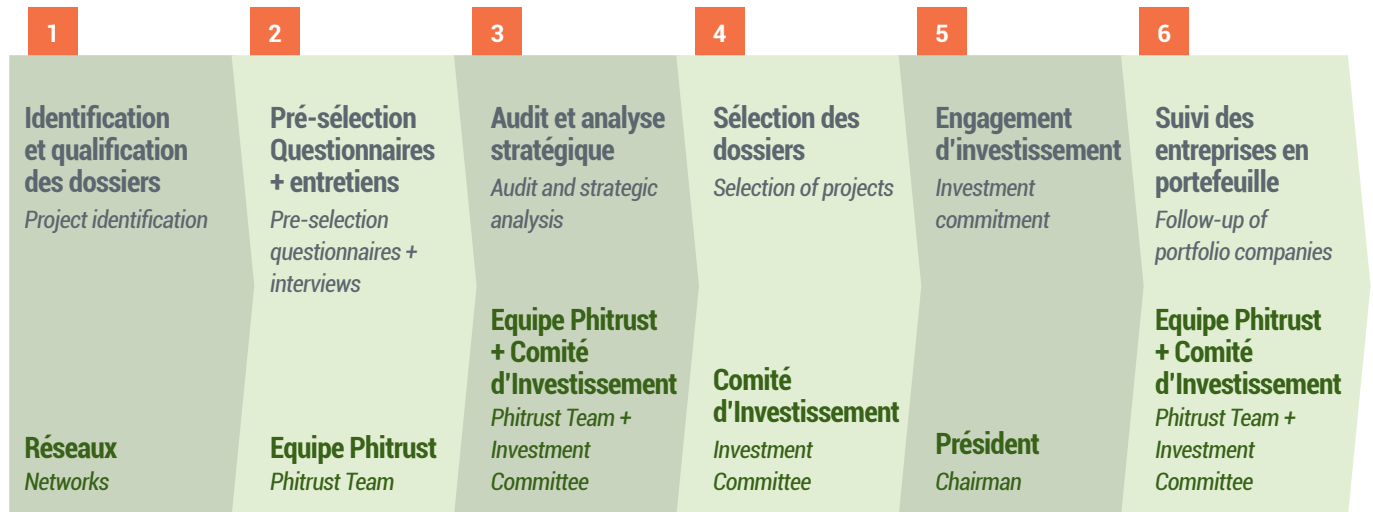 1
Identification
et qualification
des dossiers
Project identification
Réseaux
Networks
2
Pré-sélection
Questionnaires
+ entretiens
Pre-selection
questionnaires +
interviews
Equipe Phitrust
Phitrust Team
3
Audit et analyse
stratégique
Audit and strategic
analysis
Equipe Phitrust
+ Comité
d'Investissement
Phitrust Team +
Investment
Committee
4
Sélection des
dossiers
Selection of projects
Comité
d'Investissement
Investment
Committee
5
Engagement
d'investissement
Investment
commitment
Président
Chairman
6
Suivi des
entreprises en
portefeuille
Follow-up of
portfolio companies
Equipe Phitrust
+ Comité
d'Investissement
Phitrust Team +
Investment
Committee